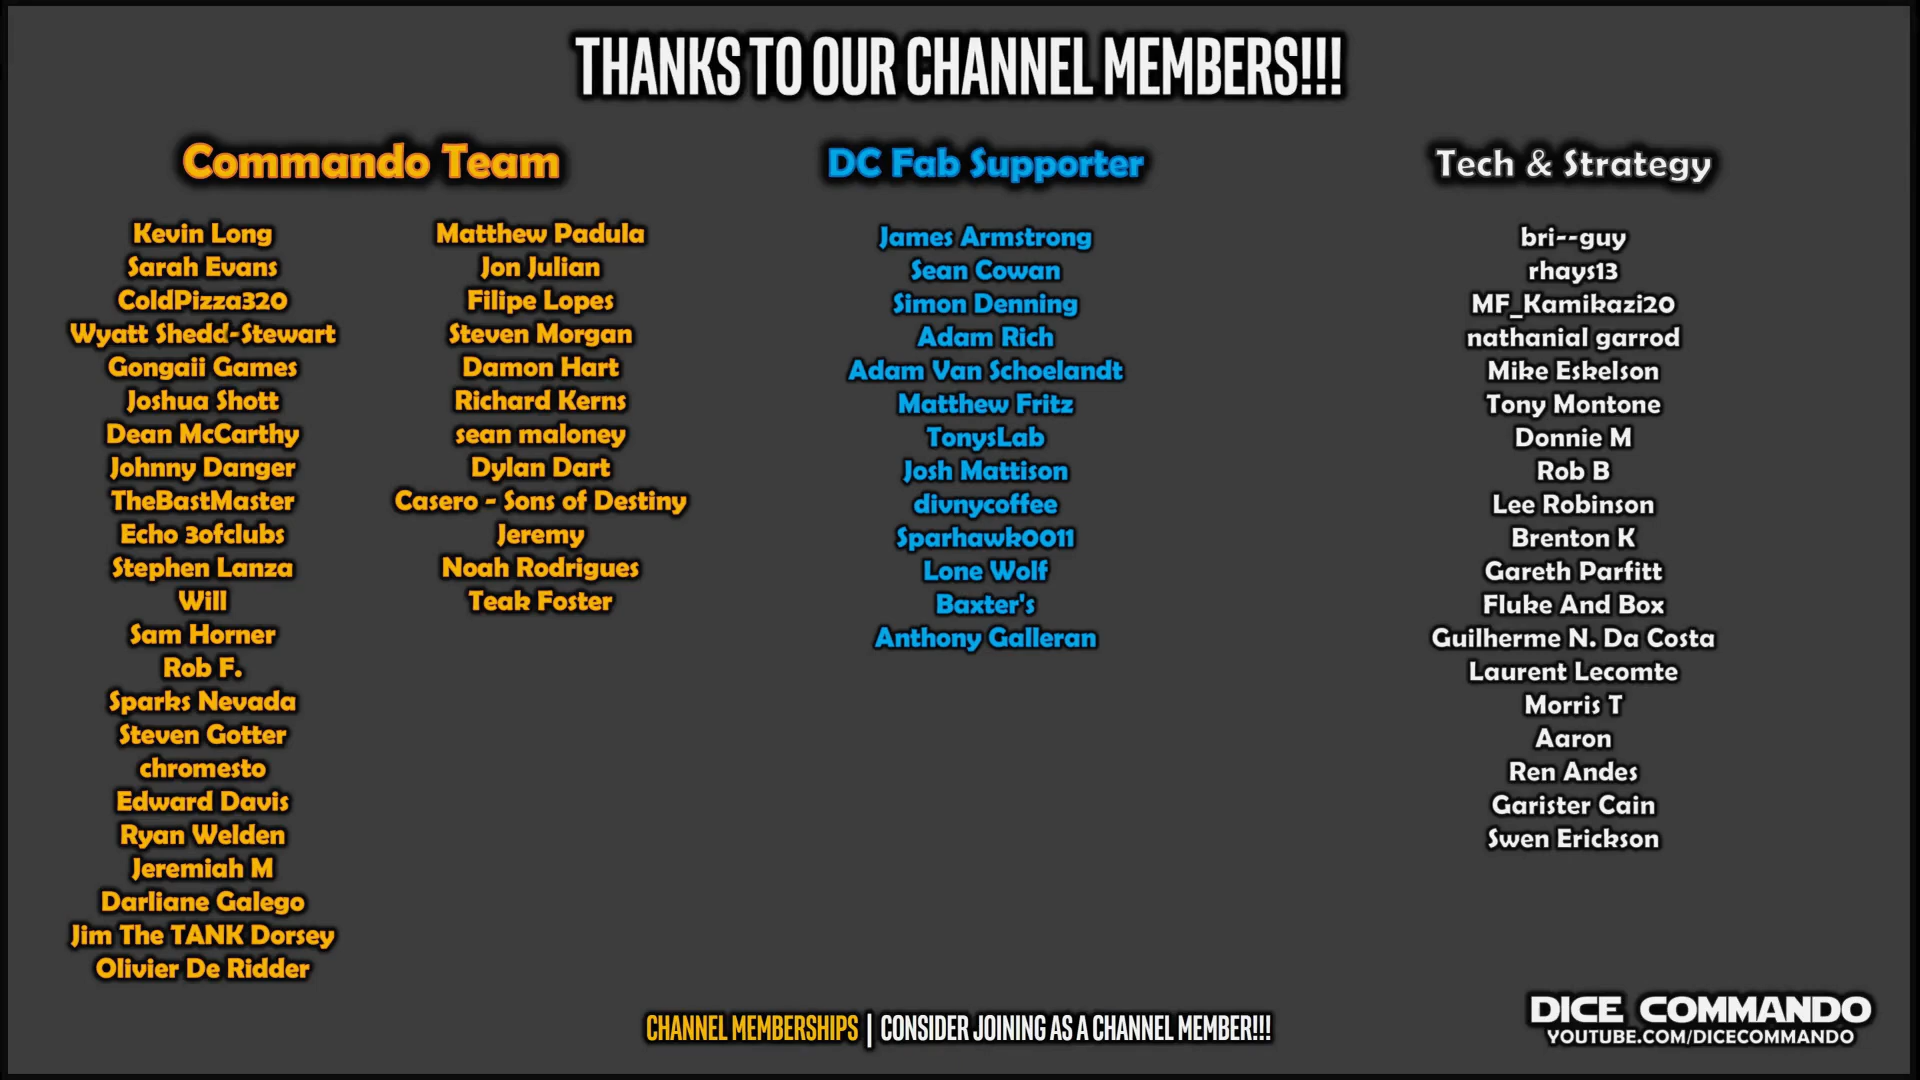 THANKS TO OUR CHANNEL MEMBERS!!!
Commando Team
Kevin Long
Sarah Evans
ColdPizza320
Wyatt Shedd-Stewart
Gongaii Games
Joshua Shott
Dean McCarthy
Johnny Danger
TheBastMaster
Echo 3ofclubs
Stephen Lanza
Will
Sam Horner
Rob F.
Sparks Nevada
Steven Gotter
chromesto
Edward Davis
Ryan Welden
Jeremiah M
Darliane Galego
Jim The TANK Dorsey
Olivier De Ridder
Matthew Padula
Jon Julian
Filipe Lopes
Steven Morgan
Damon Hart
Richard Kerns
sean maloney
Dylan Dart
Casero - Sons of Destiny
Jeremy
Noah Rodrigues
Teak Foster
DC Fab Supporter
James Armstrong
Sean Cowan
Simon Denning
Adam Rich
Adam Van Schoelandt
Matthew Fritz
TonysLab
Josh Mattison
divnycoffee
Sparhawk0011
Lone Wolf
Baxter's
Anthony Galleran
Tech & Strategy
bri--guy
rhays13
MF_Kamikazi20
nathanial garrod
Mike Eskelson
Tony Montone
Donnie M
Rob B
Lee Robinson
Brenton K
Gareth Parfitt
Fluke And Box
Guilherme N. Da Costa
Laurent Lecomte
Morris T
Aaron
Ren Andes
Garister Cain
Swen Erickson
CHANNEL MEMBERSHIPS | CONSIDER JOINING AS A CHANNEL MEMBER!!!
DICE COMMANDO
YOUTUBE.COM/DICECOMMANDO